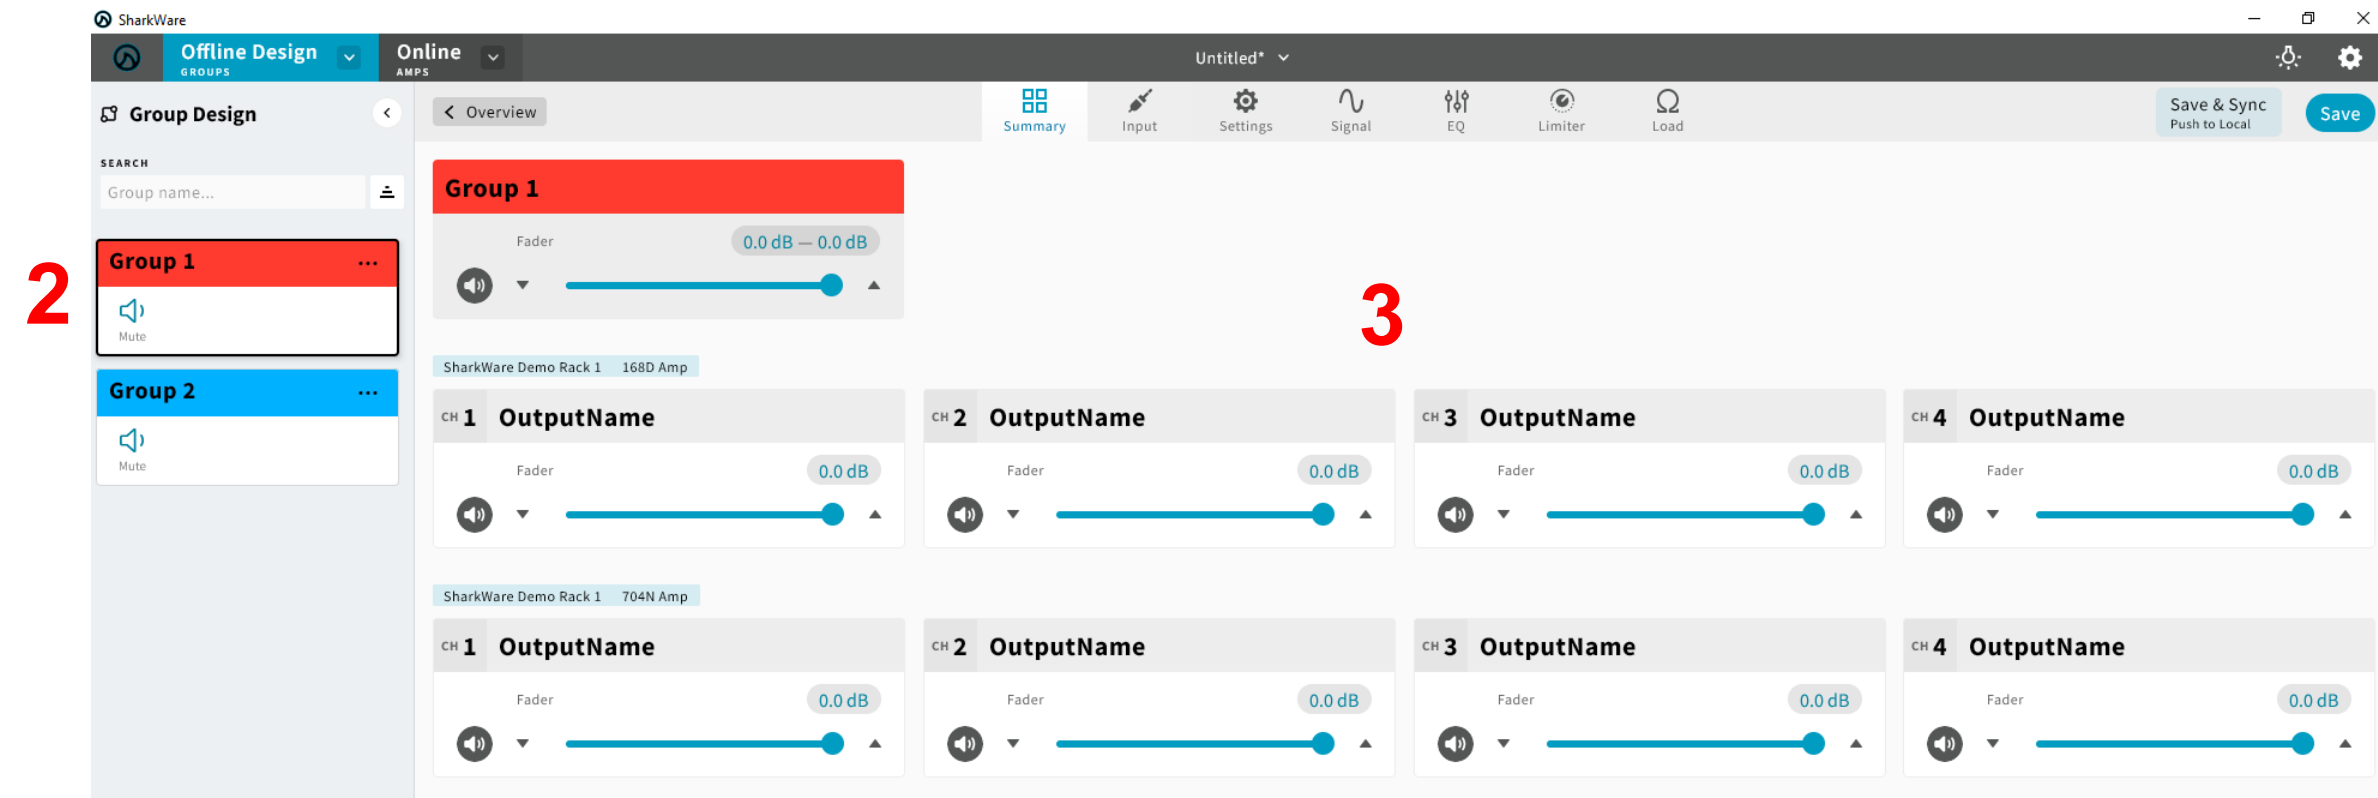 SharkWare
Offline Design
GROUPS
Online
AMPS
Untitled*
Group Design
Overview
Summary
Input
Settings
Signal
EQ
Limiter
Load
Save & Sync
Push to Local
Save
SEARCH
Group name...
2
Group 1
...
Mute
Group 2
...
Mute
Group 1
Fader
0.0 dB — 0.0 dB
3
SharkWare Demo Rack 1 168D Amp
CH 1 OutputName
Fader
0.0 dB
CH 2 OutputName
Fader
0.0 dB
CH 3 OutputName
Fader
0.0 dB
CH 4 OutputName
Fader
0.0 dB
SharkWare Demo Rack 1 704N Amp
CH 1 OutputName
Fader
0.0 dB
CH 2 OutputName
Fader
0.0 dB
CH 3 OutputName
Fader
0.0 dB
CH 4 OutputName
Fader
0.0 dB